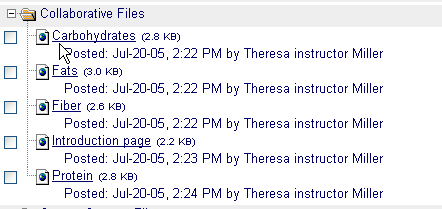 Collaborative Files
Carbohydrates (2.8 KB)
Posted: Jul-20-05, 2:22 PM by Theresa instructor Miller
Fats (3.0 KB)
Posted: Jul-20-05, 2:22 PM by Theresa instructor Miller
Fiber (2.6 KB)
Posted: Jul-20-05, 2:22 PM by Theresa instructor Miller
Introduction page (2.2 KB)
Posted: Jul-20-05, 2:23 PM by Theresa instructor Miller
Protein (2.8 KB)
Posted: Jul-20-05, 2:24 PM by Theresa instructor Miller